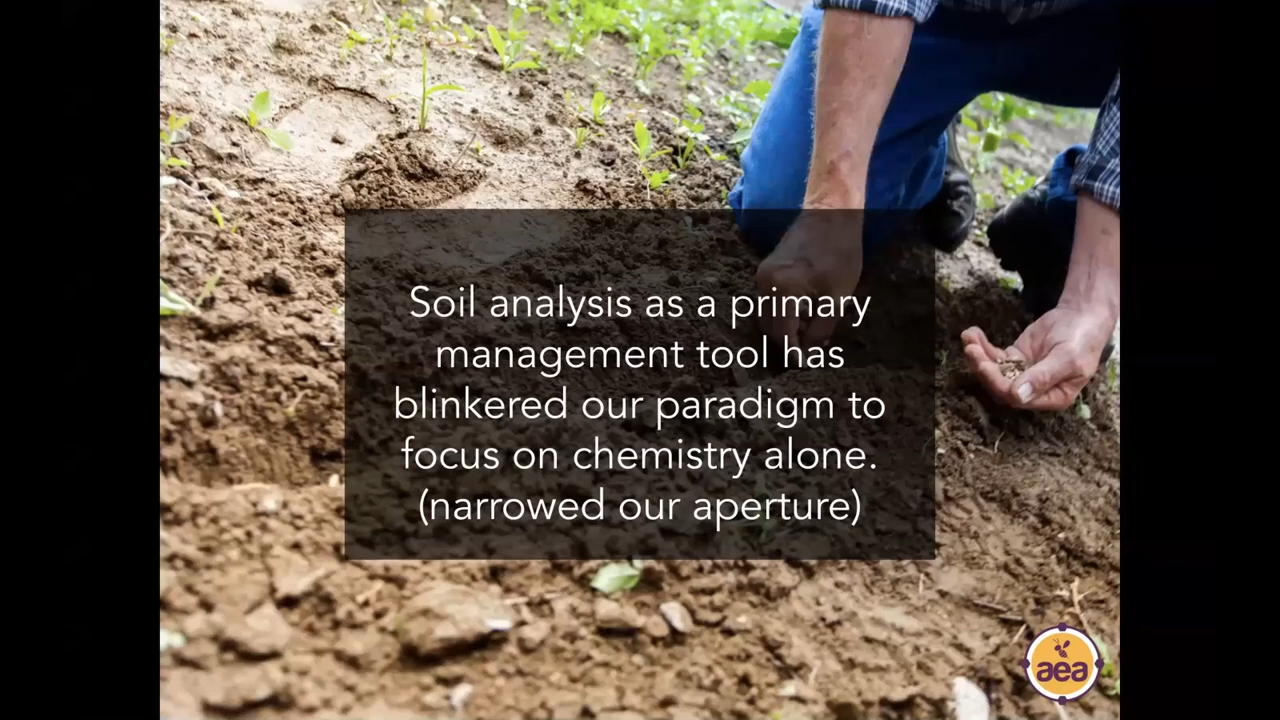 Soil analysis as a primary
management tool has
blinkered our paradigm to
focus on chemistry alone.
(narrowed our aperture)
aea